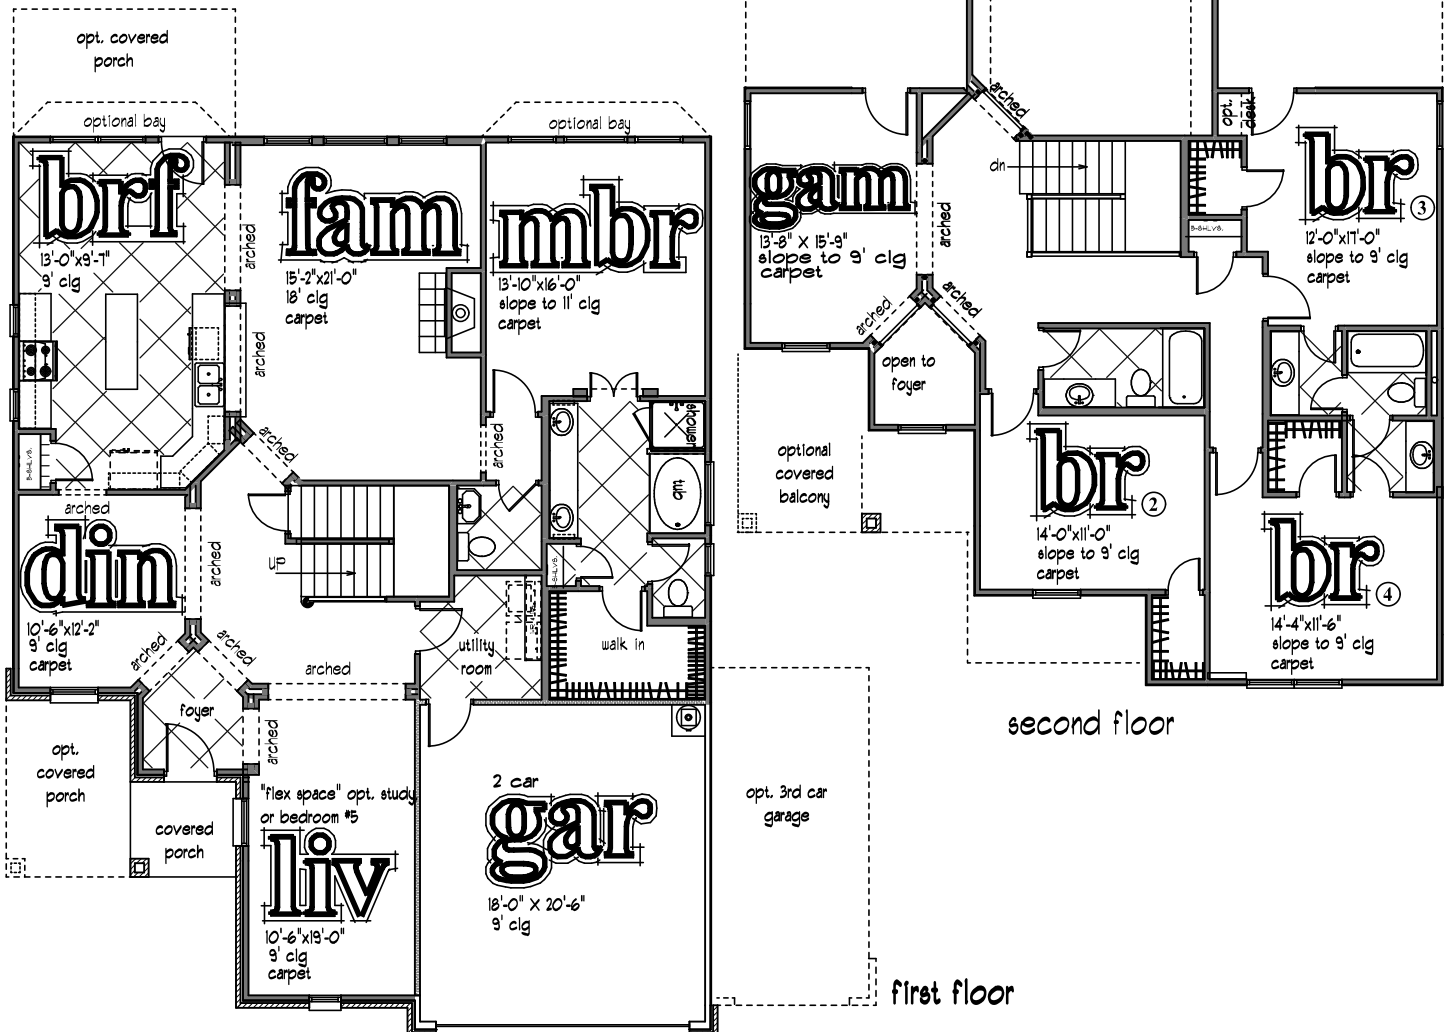 opt. covered
porch
optional bay
brf
13'-0"x9'-7"
9' clg
arched
arched
fam
15'-2"x21'-0"
18' clg
carpet
optional bay
mbr
13'-10"x16'-0"
slope to 11' clg
carpet
arched
arched
shower
tub
B-SHLVS.
B-SHLVS.
arched
din
10'-6"x12'-2"
9' clg
carpet
arched
up
arched
arched
arched
utility
room
walk in
foyer
arched
opt.
covered
porch
covered
porch
"flex space" opt. study
or bedroom #5
liv
10'-6"x19'-0"
9' clg
carpet
2 car
gar
18'-0" X 20'-6"
9' clg
opt. 3rd car
garage
first floor
arched
opt.
desk
dn
gam
13'-8" X 15'-9"
slope to 9' clg
carpet
arched
arched
arched
open to
foyer
B-SHLVS.
br
3
12'-0"x17'-0"
slope to 9' clg
carpet
optional
covered
balcony
br
2
14'-0"x11'-0"
slope to 9' clg
carpet
br
4
14'-4"x11'-6"
slope to 9' clg
carpet
second floor